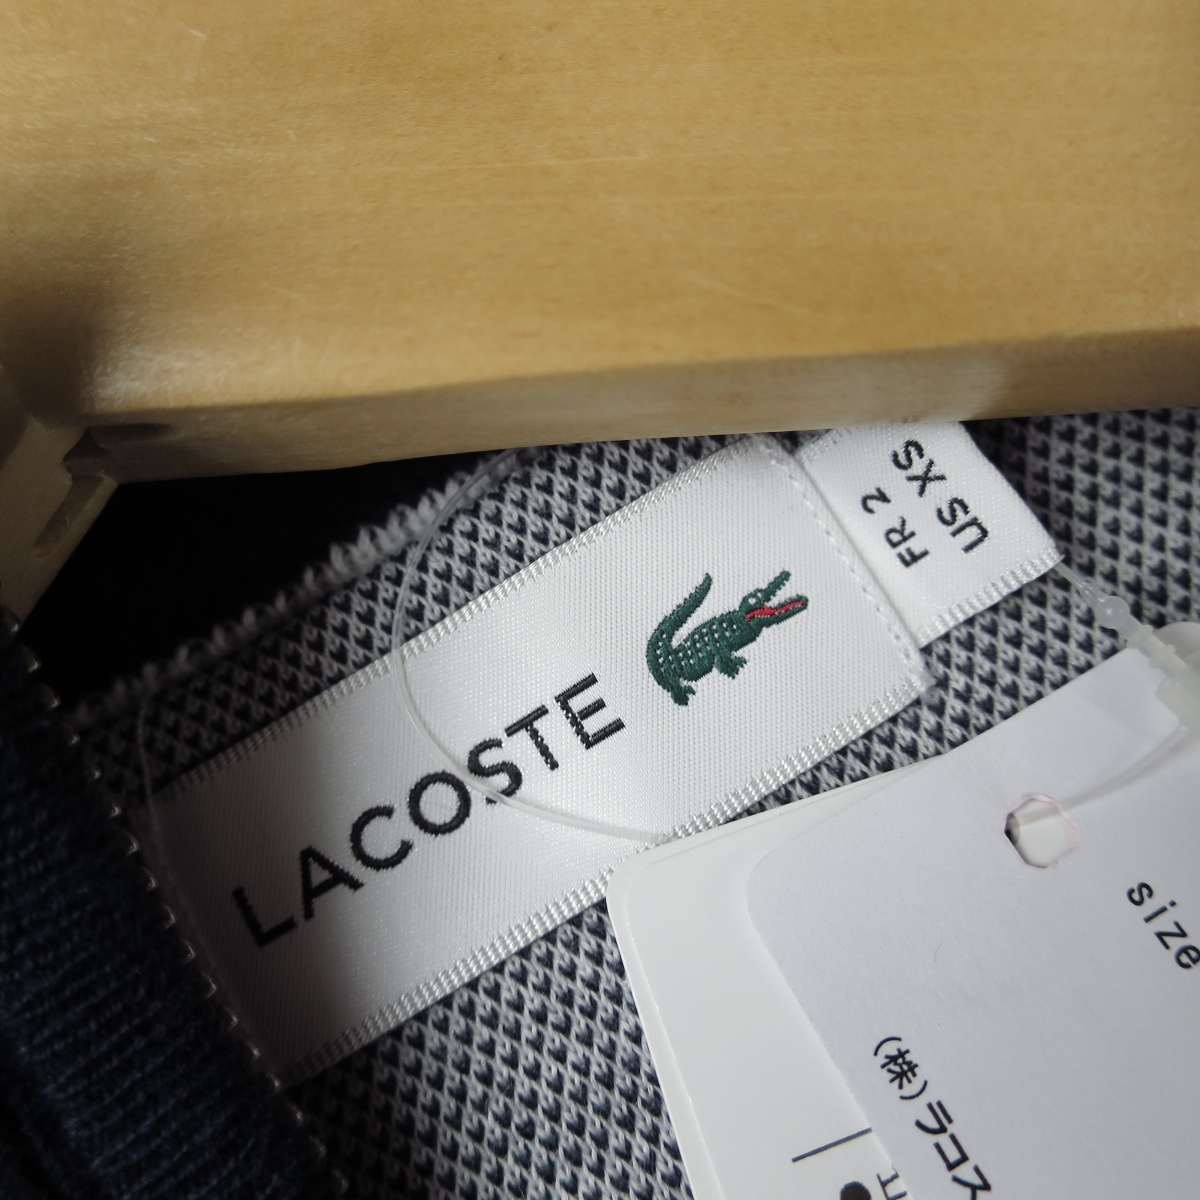 LACOSTE
FR 2
US XS
size
(株)ラコス